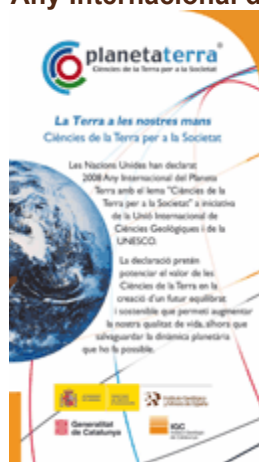 Any Internacional d
planetaterra
Ciències de la Terra per a la Societat
La Terra a les nostres mans
Ciències de la Terra per a la Societat
Les Nacions Unides han declarat
2008 Any Internacional del Planeta
Terra amb el lema "Ciències de la
Terra per a la Societat" a iniciativa
de la Unió Internacional de
Ciències Geològiques i de la
UNESCO.
La declaració pretén
potenciar el valor de les
Ciències de la Terra en la
creació d'un futur equilibrat
i sostenible que permeti augmentar
la nostra qualitat de vida, alhora que
salvaguardar la dinàmica planetària
que ho fa possible.
Generalitat
de Catalunya
IGC